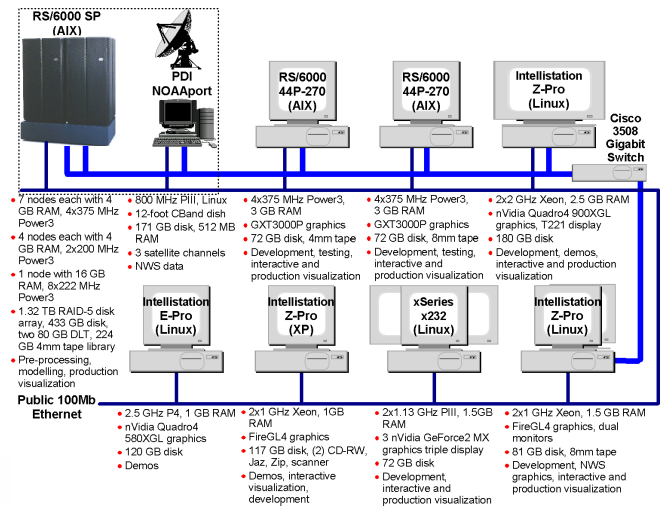 RS/6000 SP
(AIX)
PDI
NOAAport
RS/6000
44P-270
(AIX)
RS/6000
44P-270
(AIX)
Intellistation
Z-Pro
(Linux)
Cisco
3508
Gigabit
Switch
7 nodes each with 4
GB RAM, 4x375 MHz
Power3
4 nodes each with 4
GB RAM, 2x200 MHz
Power3
1 node with 16 GB
RAM, 8x222 MHz
Power3
1.32 TB RAID-5 disk
array, 433 GB disk,
two 80 GB DLT, 224
GB 4mm tape library
Pre-processing,
modelling, production
visualization
800 MHz PIII, Linux
12-foot CBand disk
171 GB disk, 512 MB
RAM
3 satellite channels
NWS data
4x375 MHz Power3,
3 GB RAM
GXT3000P graphics
72 GB disk, 4mm tape
Development, testing,
interactive and
production visualization
4x375 MHz Power3,
3 GB RAM
GXT3000P graphics
72 GB disk, 8mm tape
Development, testing,
interactive and
production visualization
2x2 GHz Xeon, 2.5 GB RAM
nVidia Quadro4 900XGL
graphics, T221 display
180 GB disk
Development, demos,
interactive and production
visualization
Intellistation
E-Pro
(Linux)
Intellistation
Z-Pro
(XP)
xSeries
x232
(Linux)
Intellistation
Z-Pro
(Linux)
Public 100Mb
Ethernet
2.5 GHz P4, 1 GB RAM
nVidia Quadro4
580XGL graphics
120 GB disk
Demos
2x1 GHz Xeon, 1GB
RAM
FireGL4 graphics
117 GB disk, (2) CD-RW,
Jaz, Zip, scanner
Demos, interactive
visualization,
development
2x1.13 GHz PIII, 1.5GB
RAM
3 nVidia GeForce2 MX
graphics triple display
72 GB disk
Development,
interactive and
production visualization
2x1 GHz Xeon, 1.5 GB RAM
FireGL4 graphics, dual
monitors
81 GB disk, 8mm tape
Development, NWS
graphics, interactive and
production visualization